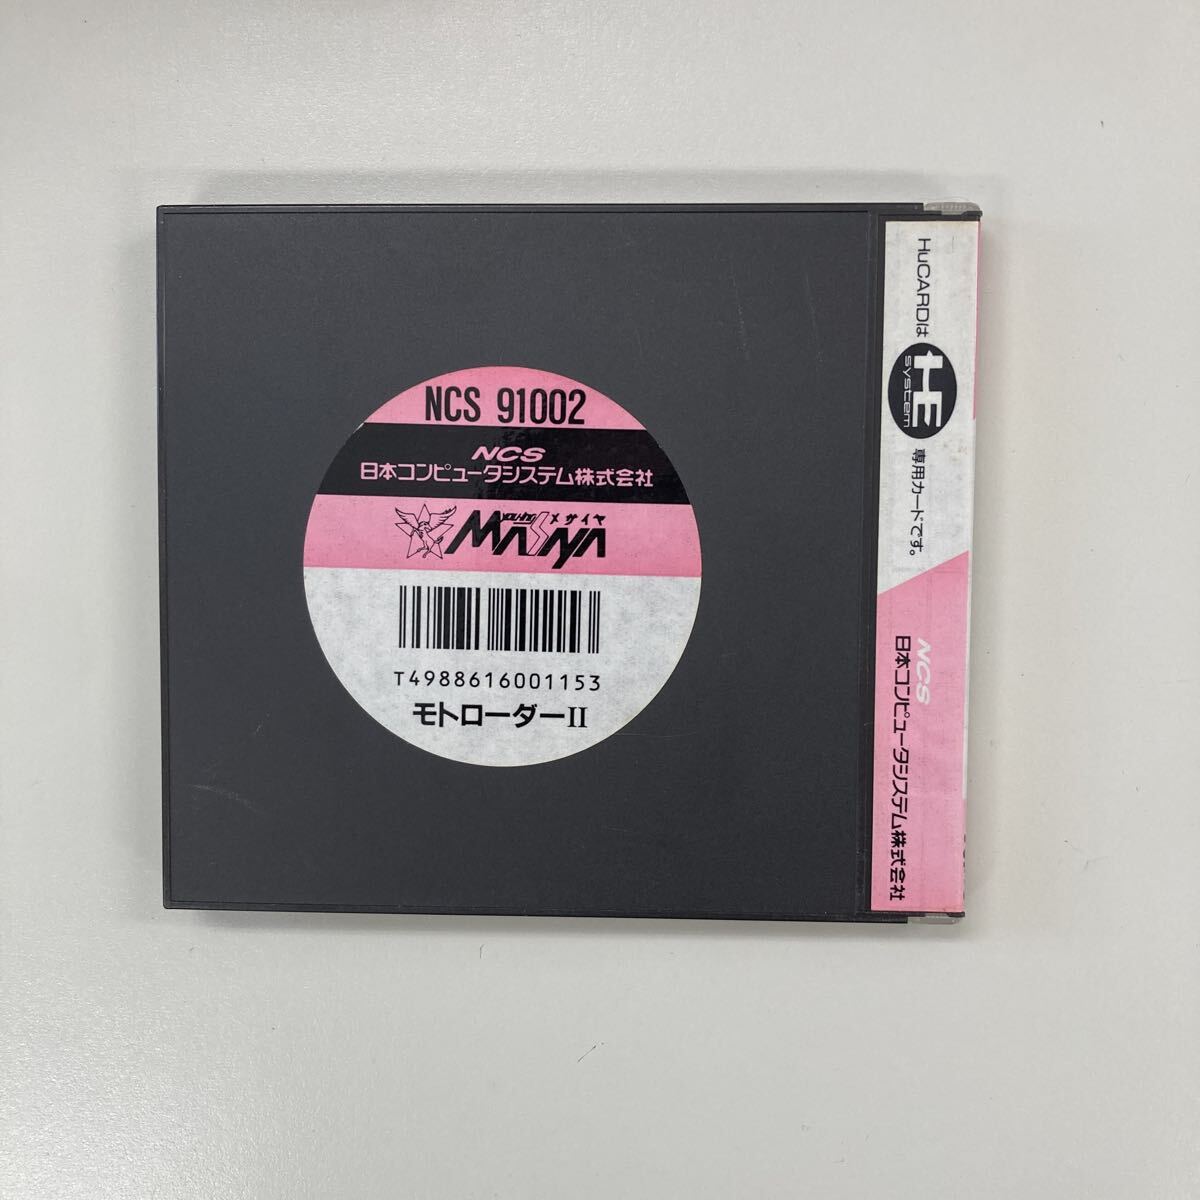 NCS 91002
NCS
日本コンピュータシステム株式会社
メサイヤ
MASAYA
T4988616001153
モトローダーII
HuCARDは
HE
system
専用カードです。
NCS
日本コンピュータシステム株式会社